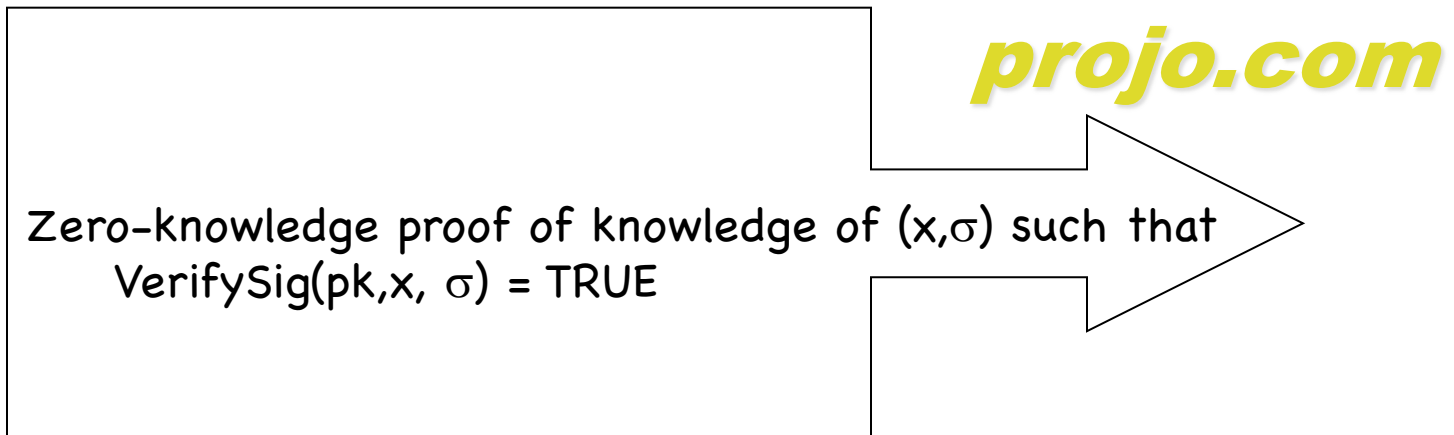 projo.com
Zero-knowledge proof of knowledge of (x,σ) such that
VerifySig(pk,x, σ) = TRUE